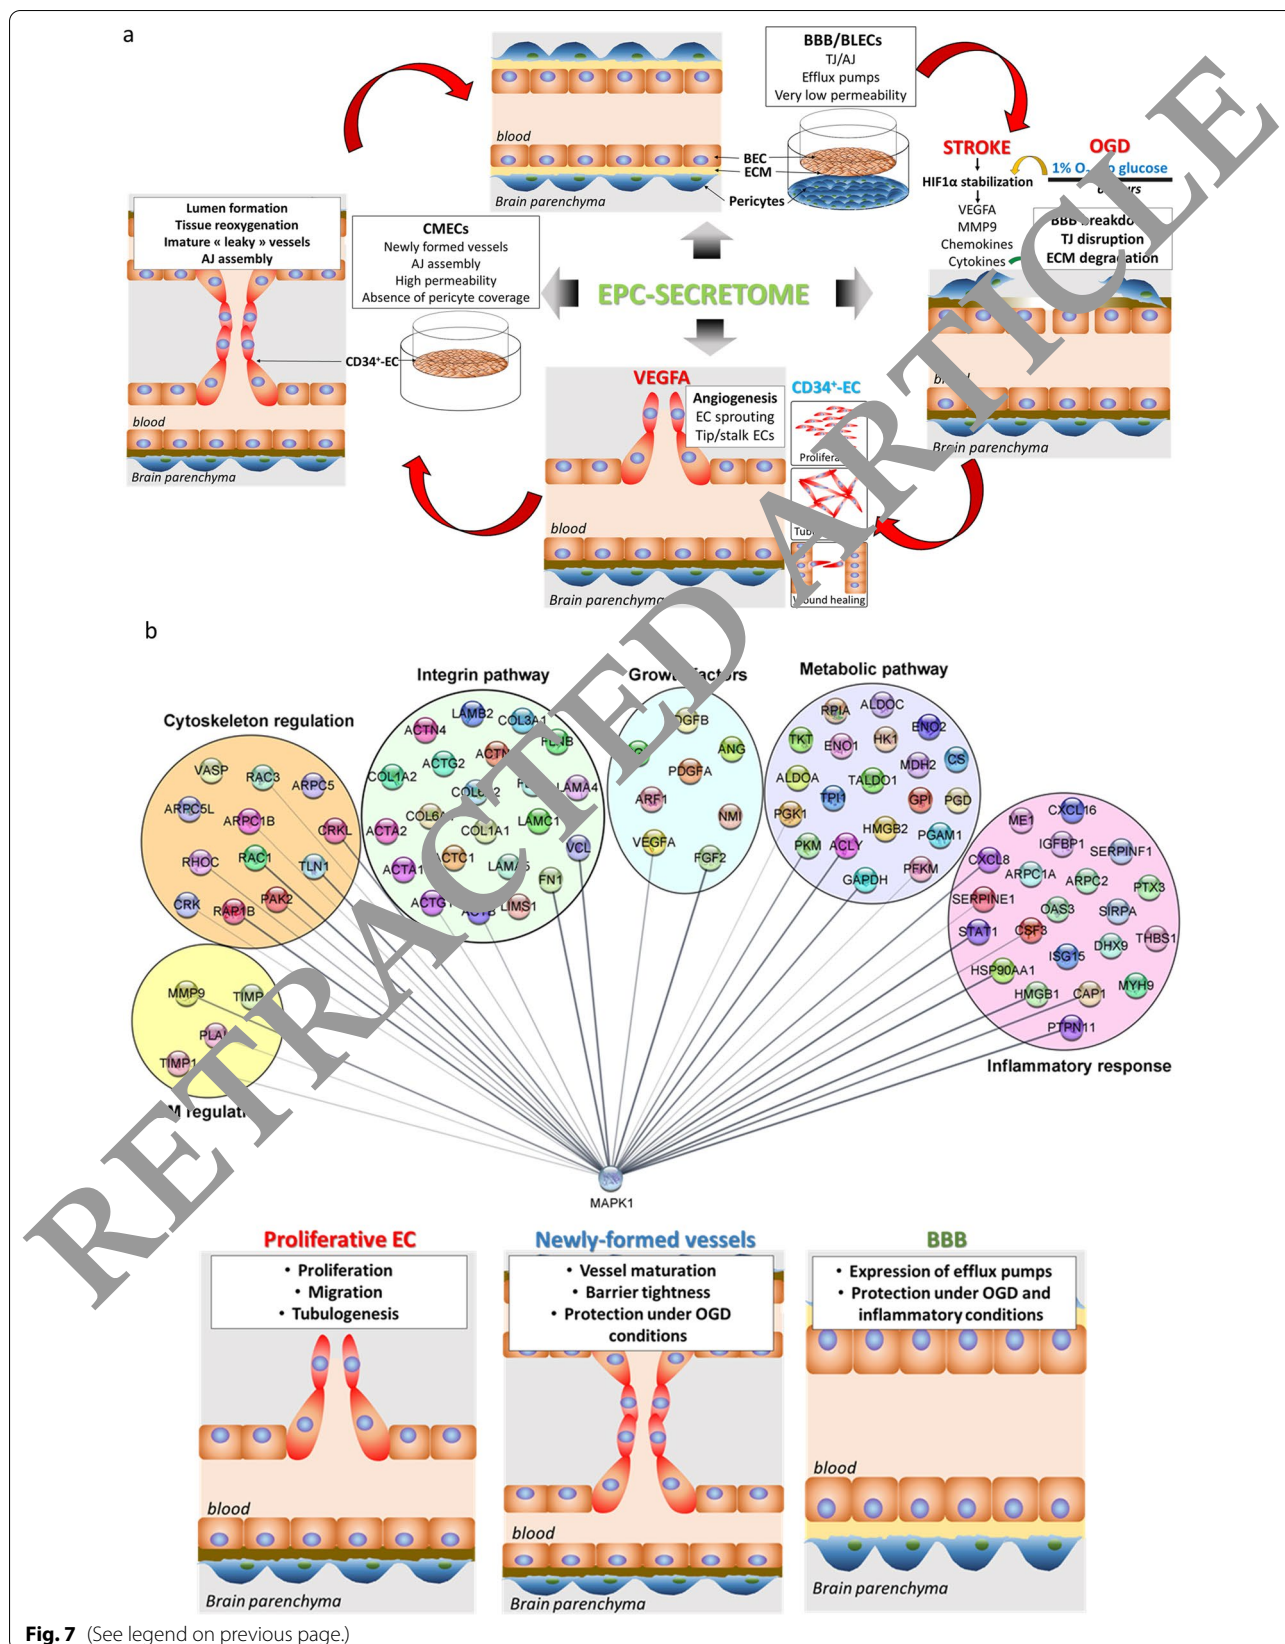 a
BBB/BLECs
TJ/AJ
Efflux pumps
Very low permeability
blood
BEC
ECM
Pericytes
Brain parenchyma
STROKE
OGD
1% O
glucose
HIF1α stabilization
VEGFA
MMP9
Chemokines
Cytokines
BBB
TJ disruption
ECM degradation
Brain parenchyma
Lumen formation
Tissue reoxygenation
Imature « leaky » vessels
AJ assembly
CMECs
Newly formed vessels
AJ assembly
High permeability
Absence of pericyte coverage
CD34⁺-EC
blood
Brain parenchyma
EPC-SECRETOME
VEGFA
Angiogenesis
EC sprouting
Tip/stalk ECs
CD34⁺-EC
healing
blood
Brain parenchyma
b
Cytoskeleton regulation
VASP
RAC3
ARPC5
ARPC5L
ARPC1B
CRKL
RHOC
RAC1
TLN1
CRK
RAP1B
PAK2
Integrin pathway
LAMB2
COL3A1
ACTN4
FLNB
ACTG2
COL1A2
LAMA4
COL1A1
LAMC1
ACTA2
VCL
ACTC1
ACTA1
FN1
ACTG1
LIMS1
ANG
PDGFA
ARF1
NMI
VEGFA
FGF2
Metabolic pathway
RPIA
ALDOC
ENO2
TKT
ENO1
HK1
MDH2
CS
ALDOA
TALDO1
TPI1
GPI
PGD
PGK1
HMGB2
PGAM1
PKM
ACLY
PFKM
GAPDH
CXCL16
ME1
IGFBP1
SERPINF1
CXCL8
ARPC1A
ARPC2
PTX3
SERPINE1
OAS3
SIRPA
STAT1
CSF3
THBS1
DHX9
ISG15
HSP90AA1
MYH9
HMGB1
CAP1
PTPN11
Inflammatory response
MMP9
TIMP1
MAPK1
Proliferative EC
• Proliferation
• Migration
• Tubulogenesis
blood
Brain parenchyma
Newly-formed vessels
• Vessel maturation
• Barrier tightness
• Protection under OGD
conditions
blood
Brain parenchyma
BBB
• Expression of efflux pumps
• Protection under OGD and
inflammatory conditions
blood
Brain parenchyma
RETRACTED ARTICLE
Fig. 7 (See legend on previous page.)